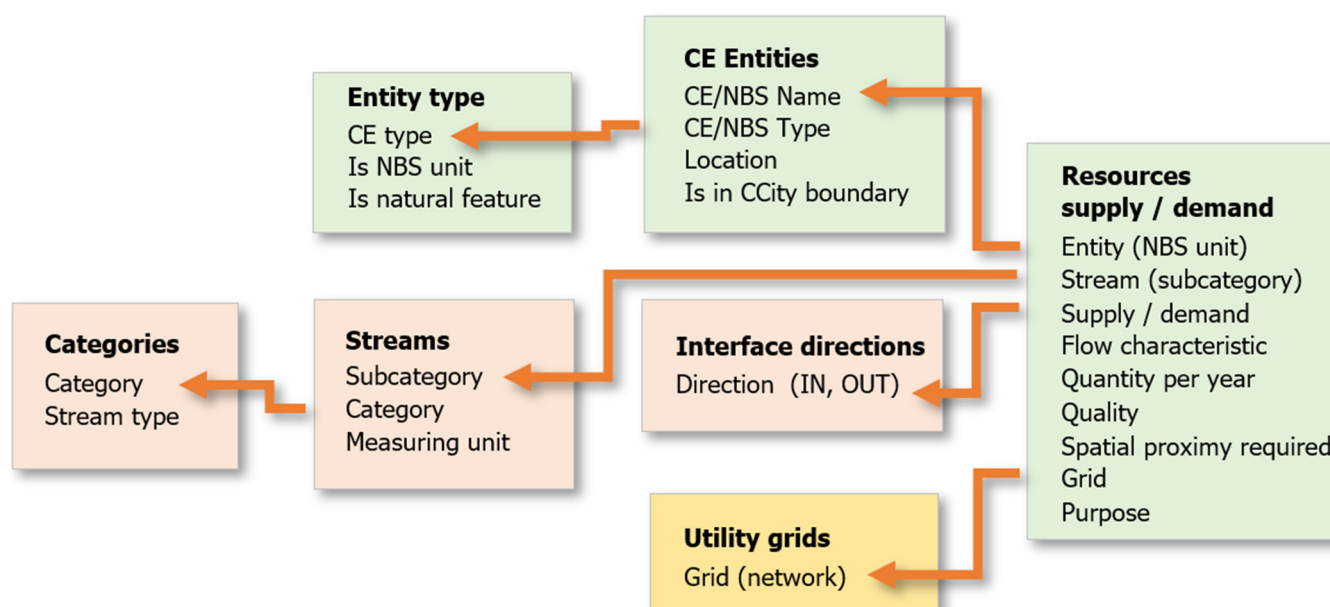 Entity type
CE type
Is NBS unit
Is natural feature
CE Entities
CE/NBS Name
CE/NBS Type
Location
Is in CCity boundary
Resources
supply / demand
Entity (NBS unit)
Stream (subcategory)
Supply / demand
Flow characteristic
Quantity per year
Quality
Spatial proximy required
Grid
Purpose
Categories
Category
Stream type
Streams
Subcategory
Category
Measuring unit
Interface directions
Direction (IN, OUT)
Utility grids
Grid (network)